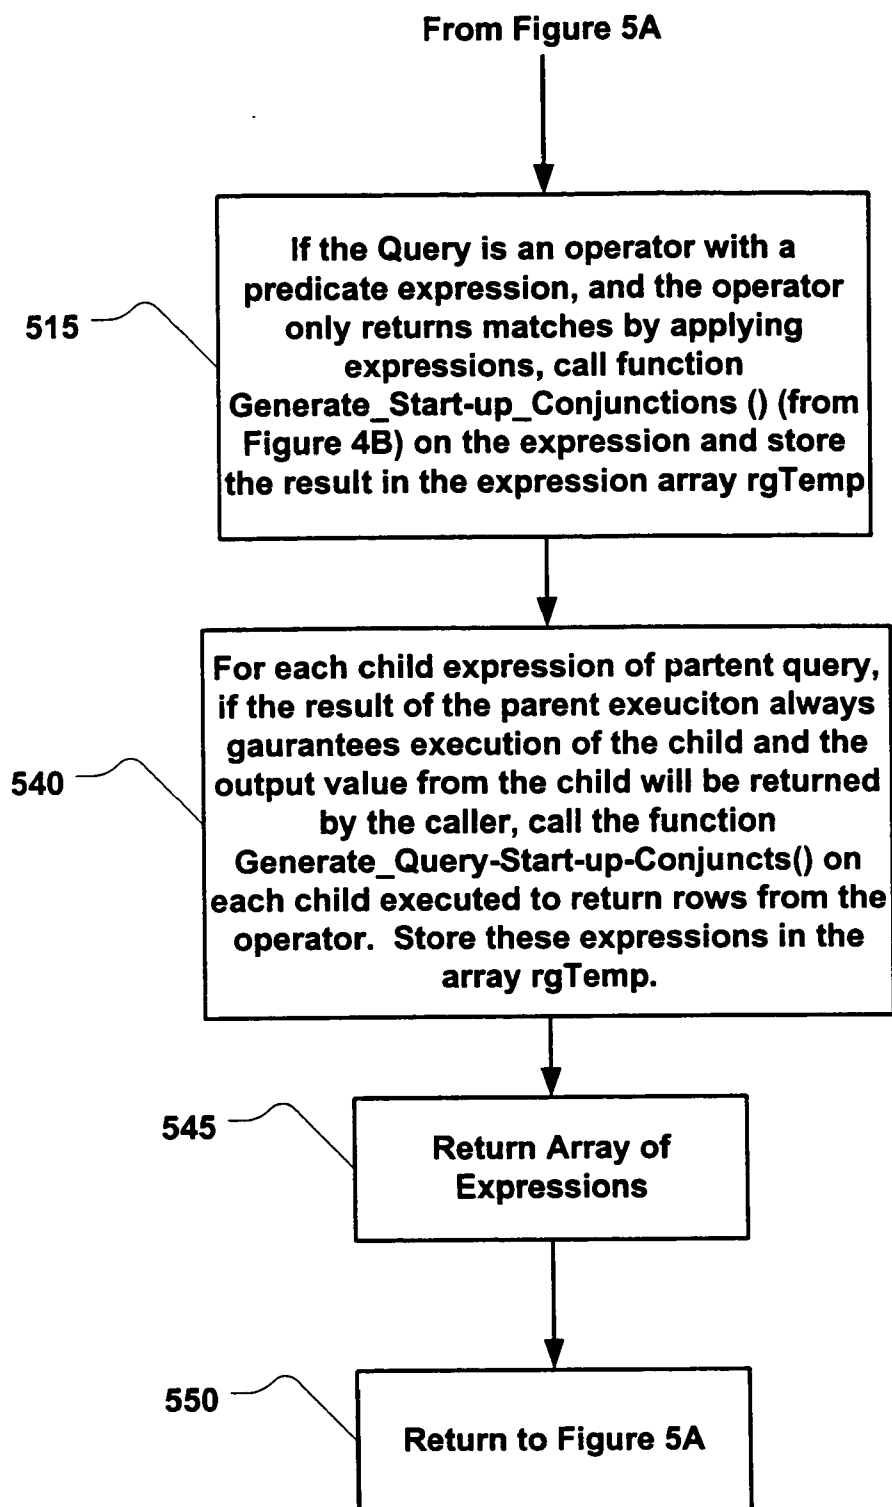 From Figure 5A
If the Query is an operator with a
predicate expression, and the operator
only returns matches by applying
expressions, call function
Generate_Start-up_Conjunctions () (from
Figure 4B) on the expression and store
the result in the expression array rgTemp
515
For each child expression of partent query,
if the result of the parent exeuciton always
gaurantees execution of the child and the
output value from the child will be returned
by the caller, call the function
Generate_Query-Start-up-Conjuncts() on
each child executed to return rows from the
operator. Store these expressions in the
array rgTemp.
540
545
Return Array of
Expressions
550
Return to Figure 5A